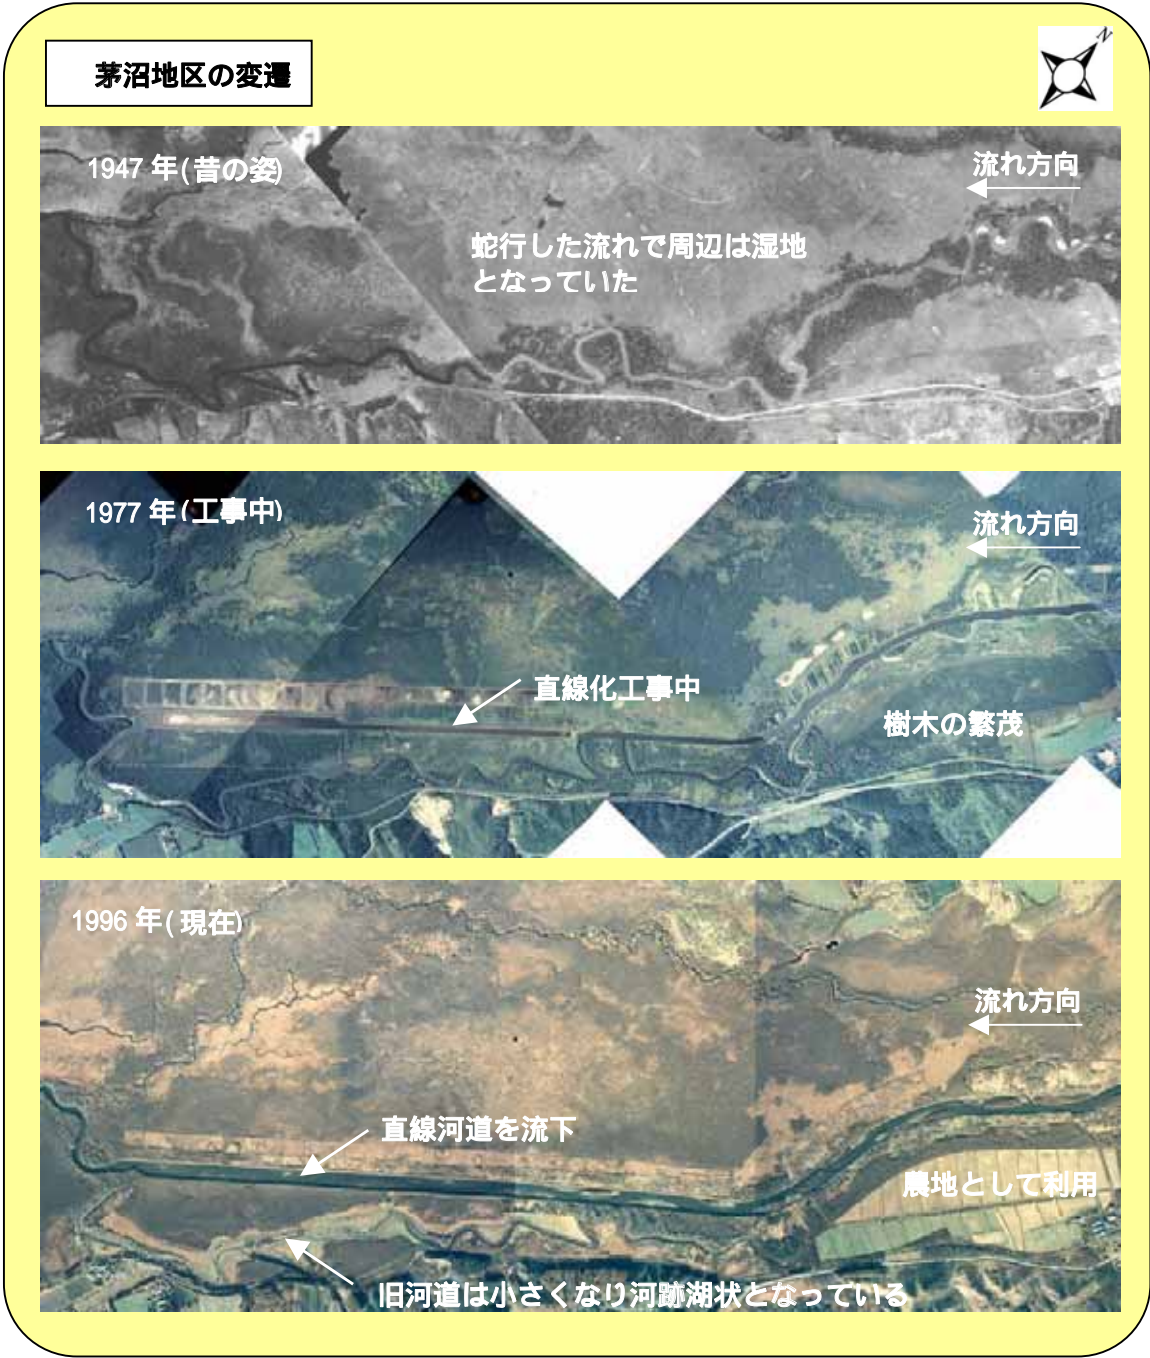 茅沼地区の変遷
N
1947 年(昔の姿)
流れ方向
蛇行した流れで周辺は湿地
となっていた
1977 年(工事中)
流れ方向
直線化工事中
樹木の繁茂
1996 年(現在)
流れ方向
直線河道を流下
農地として利用
旧河道は小さくなり河跡湖状となっている